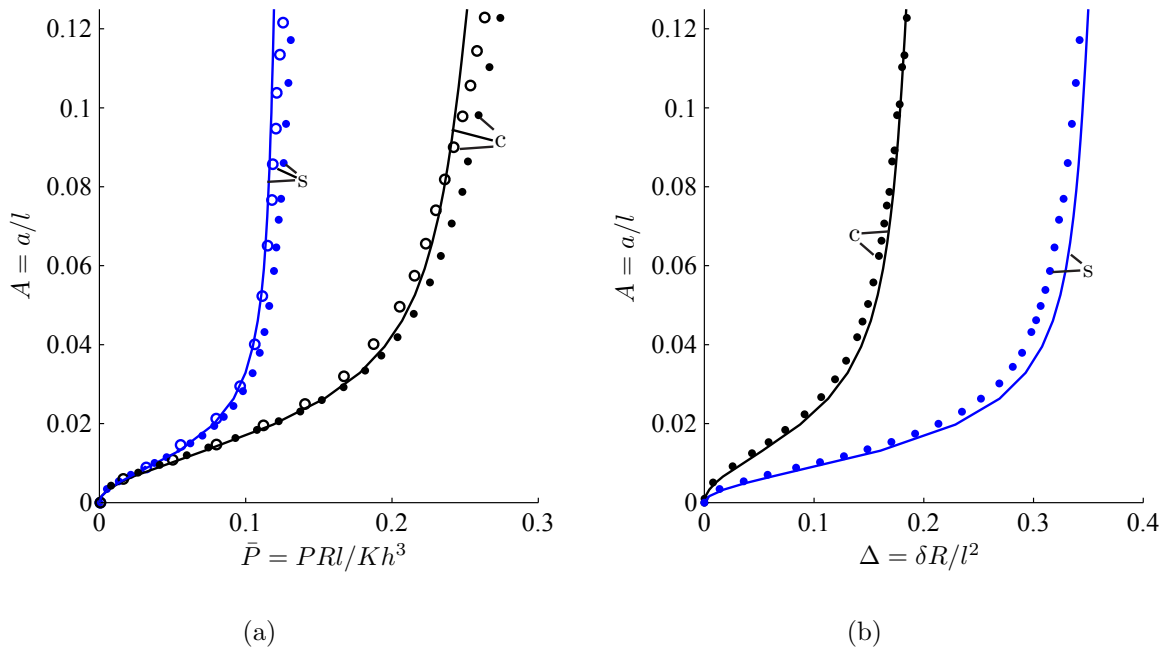 0.12
0.1
0.08
0.06
0.04
0.02
0
A = a/l
s
c
0 0.1 0.2 0.3
P̄ = PRl/Kh³
(a)
0.12
0.1
0.08
0.06
0.04
0.02
0
A = a/l
c
s
0 0.1 0.2 0.3 0.4
Δ = δR/l²
(b)